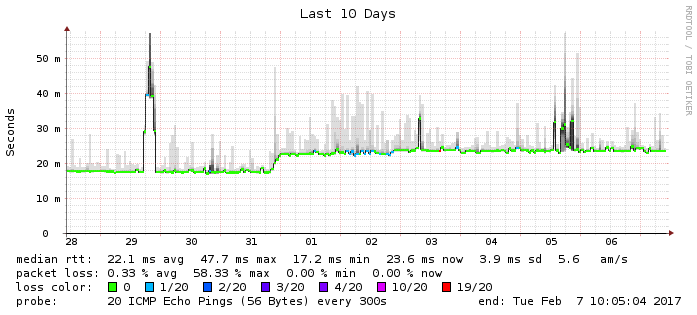 Last 10 Days
RRDTOOL / TOBI OETIKER
Seconds
50 m
40 m
30 m
20 m
10 m
0
28 29 30 31 01 02 03 04 05 06
median rtt: 22.1 ms avg 47.7 ms max 17.2 ms min 23.6 ms now 3.9 ms sd 5.6 am/s
packet loss: 0.33 % avg 58.33 % max 0.00 % min 0.00 % now
loss color: 0 1/20 2/20 3/20 4/20 10/20 19/20
probe: 20 ICMP Echo Pings (56 Bytes) every 300s end: Tue Feb 7 10:05:04 2017